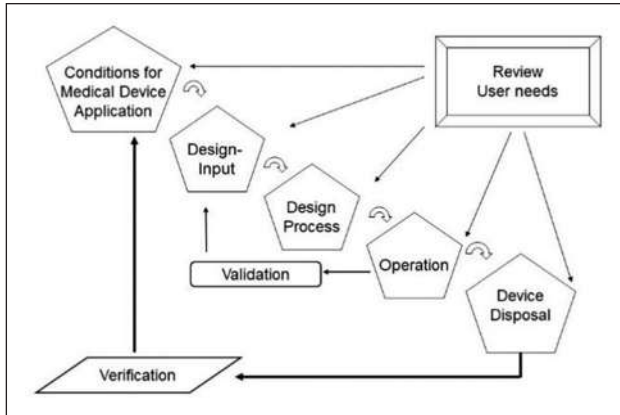 Conditions for
Medical Device
Application
Review
User needs
Design-
Input
Design
Process
Operation
Validation
Device
Disposal
Verification